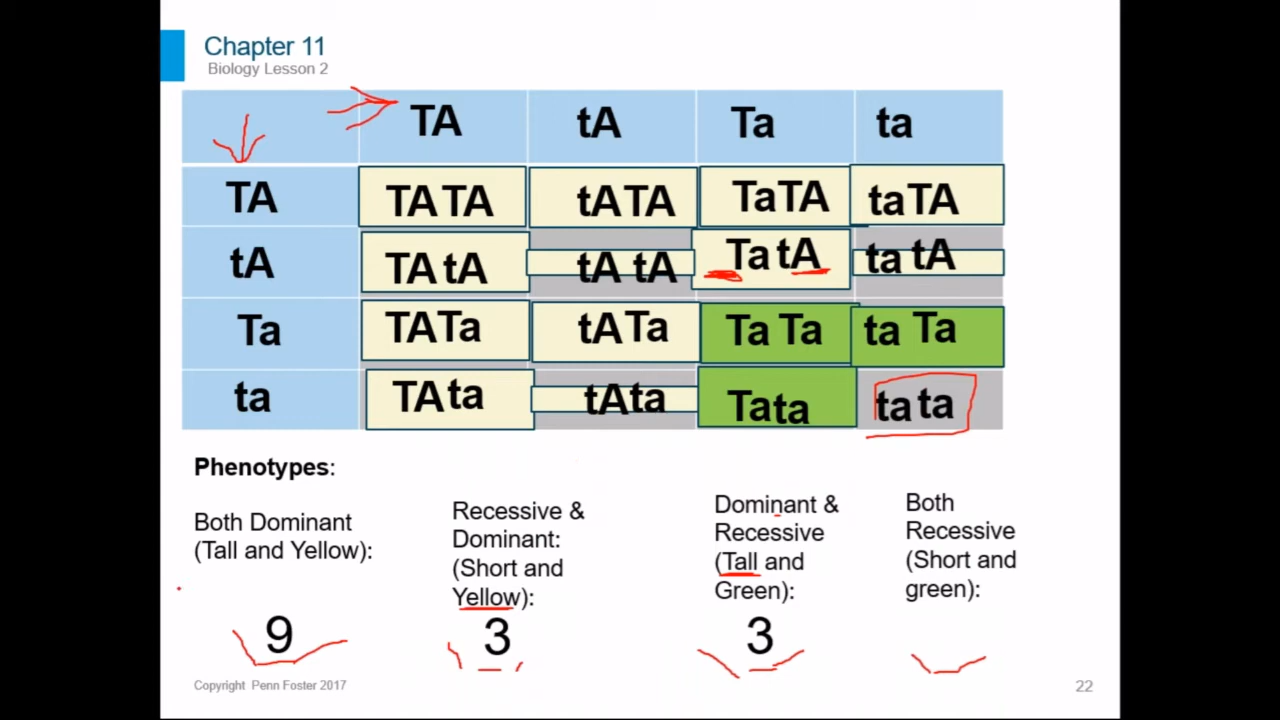 Chapter 11
Biology Lesson 2
TA tA Ta ta
TA TATA tATA TaTA taTA
tA TAtA tA tA Ta tA ta tA
Ta TATa tATa Ta Ta ta Ta
ta TAta tAta Tata ta ta
Phenotypes:
Both Dominant
(Tall and Yellow):
9
Recessive &
Dominant:
(Short and
Yellow):
3
Dominant &
Recessive
(Tall and
Green):
3
Both
Recessive
(Short and
green):
Copyright Penn Foster 2017
22